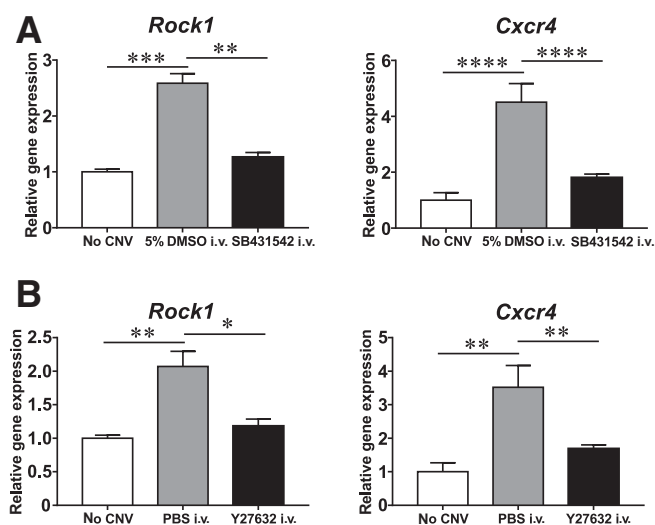 A
Rock1
Relative gene expression
3
2
1
0
***
**
No CNV 5% DMSO i.v. SB431542 i.v.
Cxcr4
Relative gene expression
6
4
2
0
****
****
No CNV 5% DMSO i.v. SB431542 i.v.
B
Rock1
Relative gene expression
2.5
2.0
1.5
1.0
0.5
0
**
*
No CNV PBS i.v. Y27632 i.v.
Cxcr4
Relative gene expression
5
4
3
2
1
0
**
**
No CNV PBS i.v. Y27632 i.v.